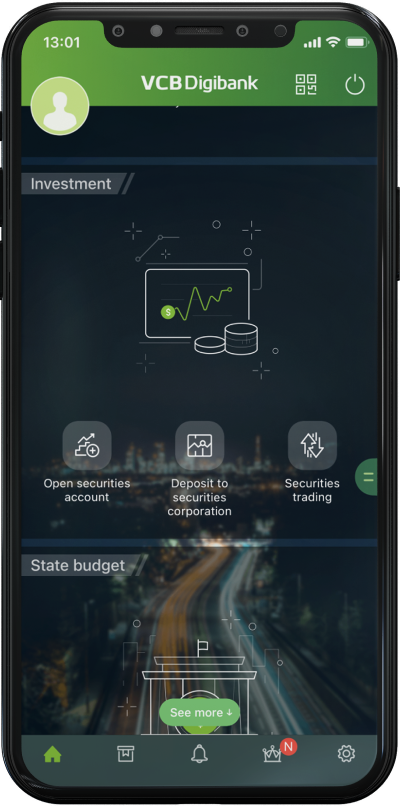 13:01
VCB Digibank
Investment
$
Open securities
account
Deposit to
securities
corporation
Securities
trading
State budget
See more ↓
N